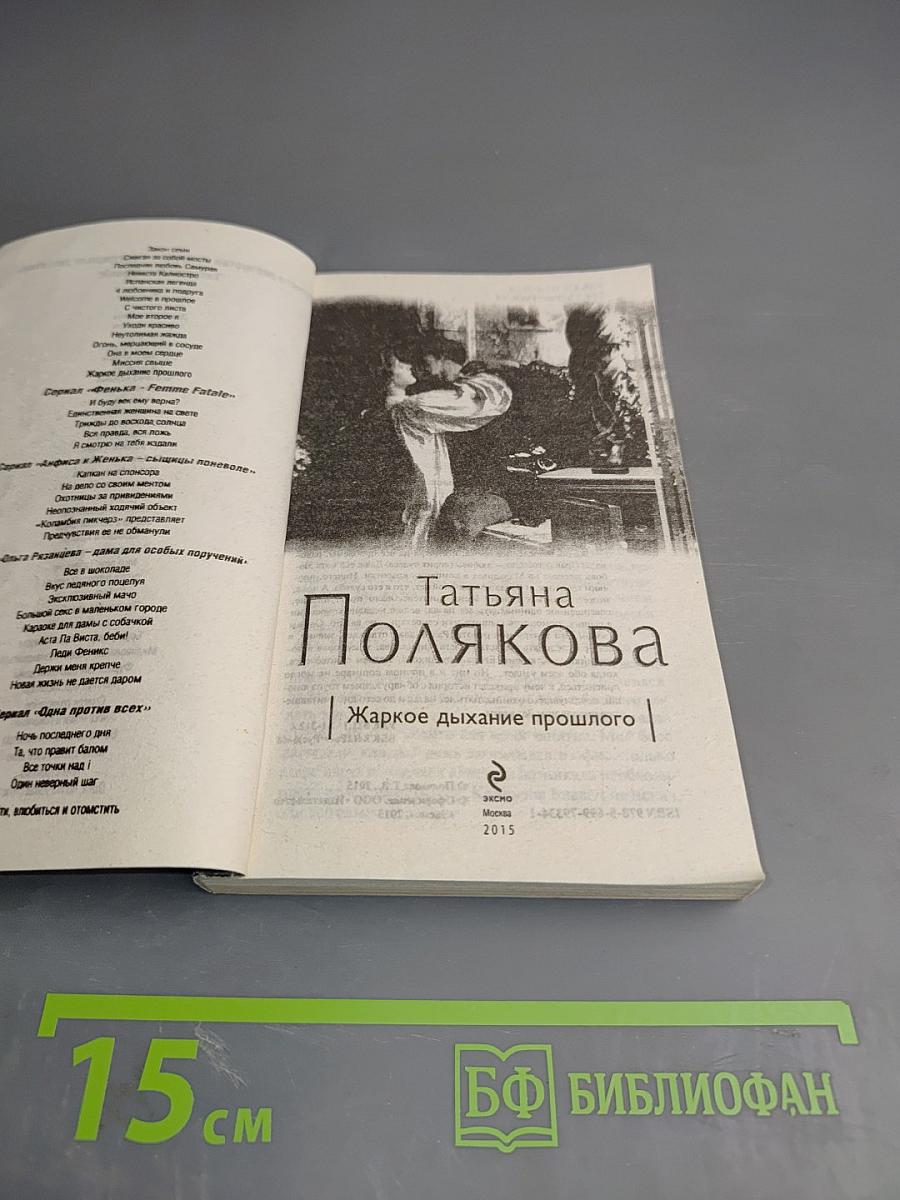 Закон семи
Сжигая за собой мосты
Последняя любовь Самурая
Невеста Калиостро
Испанская легенда
4 любовника и подруга
Welcome в прошлое
С чистого листа
Мое второе я
Уходи красиво
Неутолимая жажда
Огонь, мерцающий в сосуде
Она в моем сердце
Миссия свыше
Жаркое дыхание прошлого
Сериал «Фенька – Femme Fatale»
И буду век ему верна?
Единственная женщина на свете
Трижды до восхода солнца
Вся правда, вся ложь
Я смотрю на тебя издали
Сериал «Анфиса и Женька – сыщицы поневоле»
Капкан на спонсора
На дело со своим ментом
Охотницы за привидениями
Неопознанный ходячий объект
«Коламбия пикчерз» представляет
Предчувствия ее не обманули
«Ольга Рязанцева – дама для особых поручений»
Все в шоколаде
Вкус ледяного поцелуя
Эксклюзивный мачо
Большой секс в маленьком городе
Караоке для дамы с собачкой
Аста Ла Виста, беби!
Леди Феникс
Держи меня крепче
Новая жизнь не дается даром
Сериал «Одна против всех»
Ночь последнего дня
Та, что правит балом
Все точки над i
Один неверный шаг
влюбиться и отомстить
Татьяна
Полякова
Жаркое дыхание прошлого
ЭКСМО
Москва
2015
15 см
БФ БИБЛИОФАН